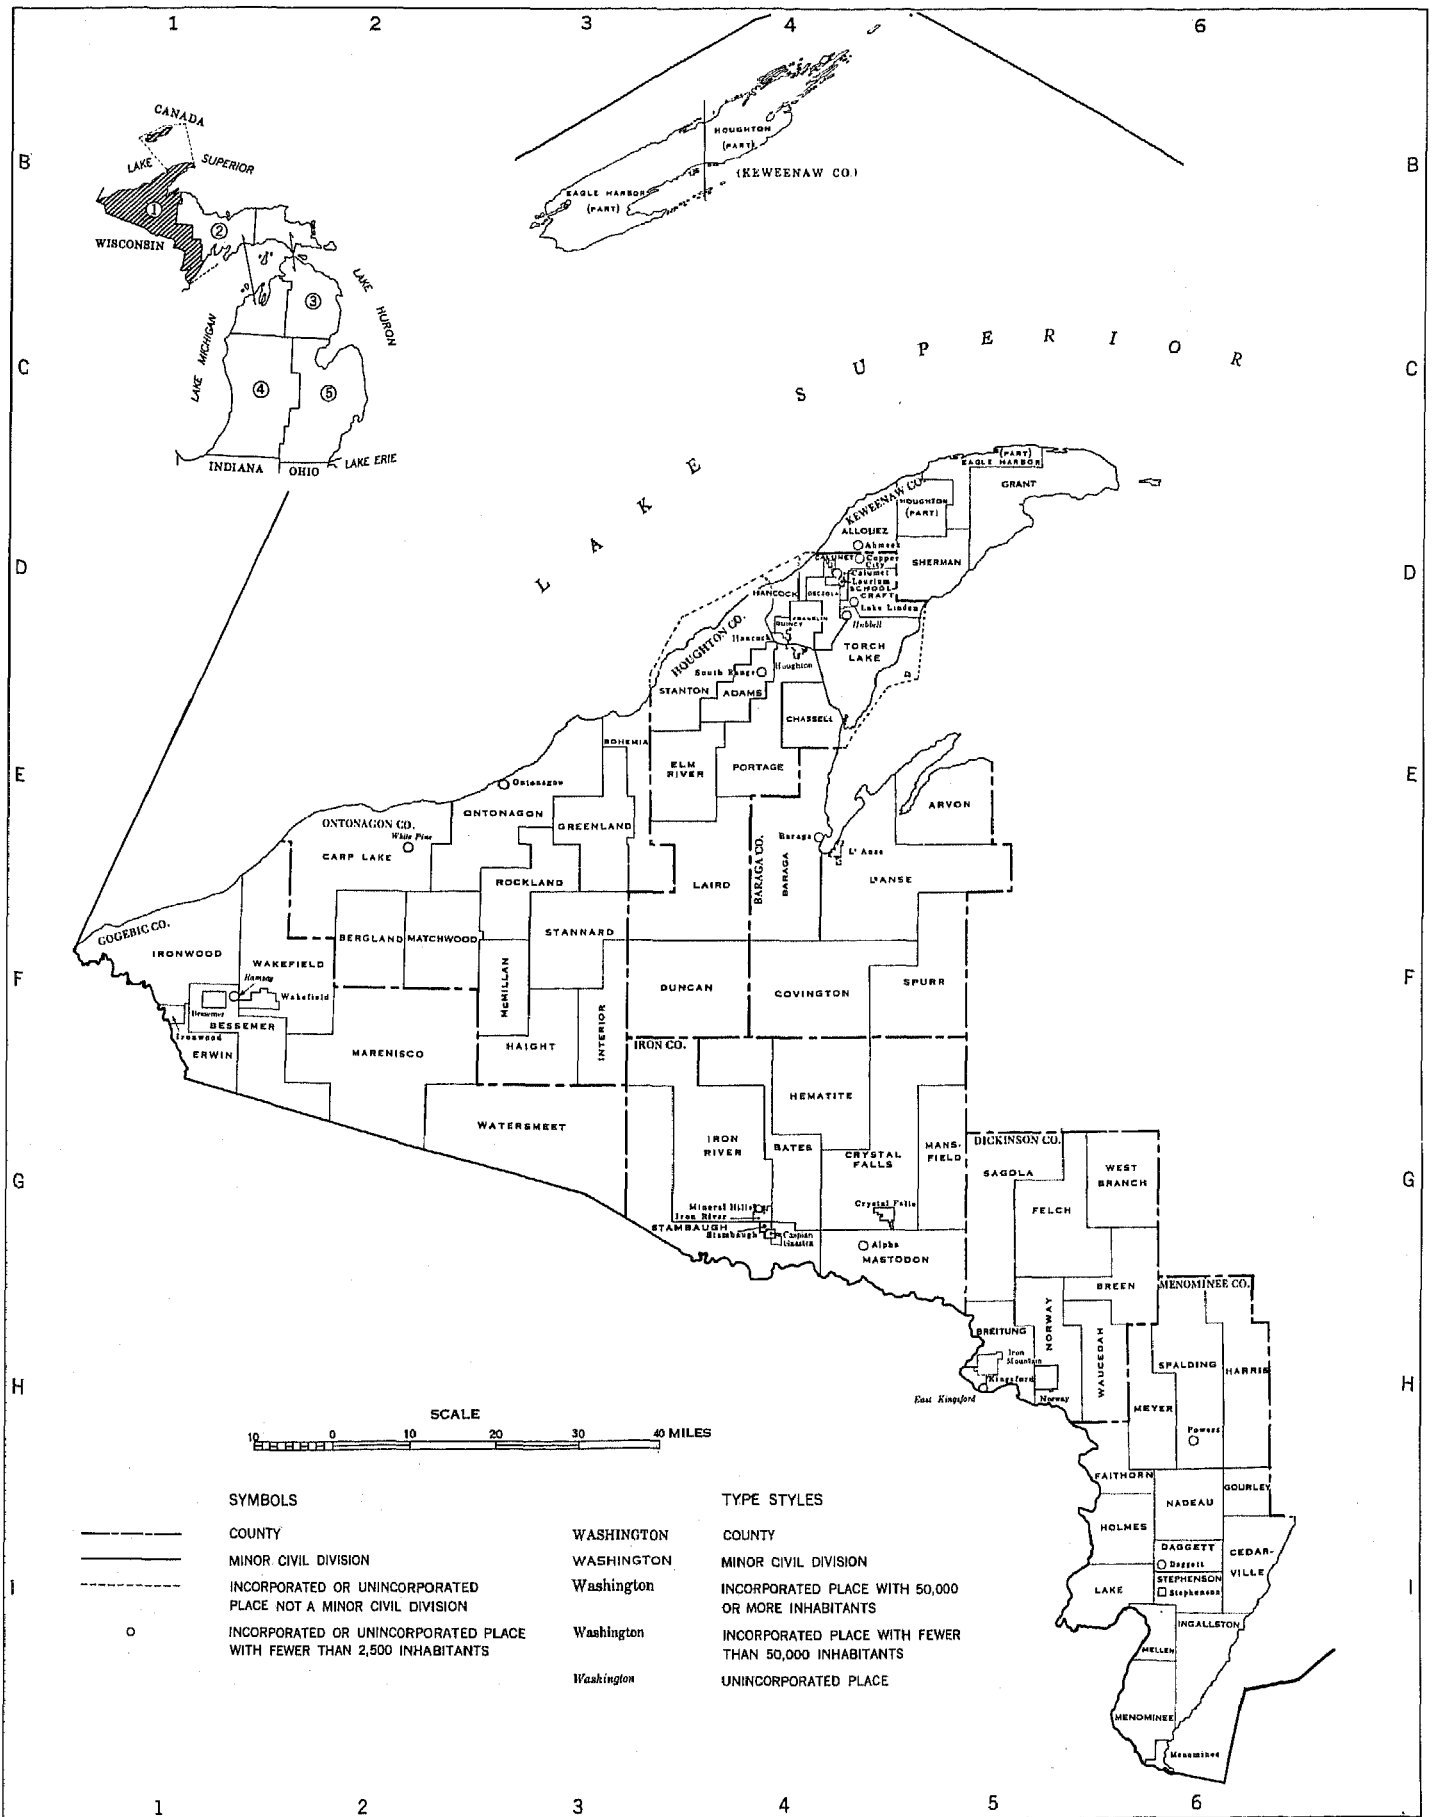 1 2 4 6
B B
CANADA
LAKE SUPERIOR
①
②
WISCONSIN
③
LAKE HURON
LAKE MICHIGAN
④
⑤
INDIANA OHIO LAKE ERIE
HOUGHTON
(PART)
(KEWEENAW CO.)
EAGLE HARBOR
(PART)
C C
LAKE SUPERIOR
(PART)
EAGLE HARBOR
GRANT
KEWEENAW CO.
HOUGHTON
(PART)
ALLOUEZ
Ahmeek
SHERMAN
D D
CALUMET
Copper
City
Calumet
Laurium
SCHOOL
CRAFT
HANCOCK
OSCEOLA
Lake Linden
Hubbell
QUINCY
FRANKLIN
Hancock
HOUGHTON CO.
Houghton
TORCH
LAKE
South Range
STANTON
ADAMS
CHASSELL
BOHEMIA
E E
ELM
RIVER
PORTAGE
Ontonagon
ONTONAGON
GREENLAND
ARVON
ONTONAGON CO.
White Pine
CARP LAKE
Baraga
L'Anse
BARAGA CO.
BARAGA
L'ANSE
ROCKLAND
LAIRD
GOGEBIC CO.
IRONWOOD
BERGLAND
MATCHWOOD
STANNARD
WAKEFIELD
F F
Ramsay
Wakefield
Bessemer
BESSEMER
Ironwood
ERWIN
McMILLAN
DUNCAN
COVINGTON
SPURR
MARENISCO
HAIGHT
INTERIOR
IRON CO.
HEMATITE
WATERSMEET
IRON
RIVER
BATES
CRYSTAL
FALLS
MANS-
FIELD
DICKINSON CO.
SAGOLA
WEST
BRANCH
G G
FELCH
Mineral Hills
Iron River
STAMBAUGH
Stambaugh
Caspian
Gaastra
Crystal Falls
Alpha
MASTODON
BREEN
MENOMINEE CO.
BREITUNG
NORWAY
WAUCEDAH
Iron
Mountain
Kingsford
East Kingsford
Norway
SPALDING
HARRIS
H H
MEYER
Powers
SCALE
10 0 10 20 30 40 MILES
FAITHORN
NADEAU
GOURLEY
HOLMES
DAGGETT
Daggett
CEDAR-
VILLE
STEPHENSON
Stephenson
LAKE
INGALLSTON
MELLEN
MENOMINEE
Menominee
SYMBOLS TYPE STYLES
COUNTY WASHINGTON COUNTY
MINOR CIVIL DIVISION WASHINGTON MINOR CIVIL DIVISION
I I
INCORPORATED OR UNINCORPORATED Washington INCORPORATED PLACE WITH 50,000
PLACE NOT A MINOR CIVIL DIVISION OR MORE INHABITANTS
INCORPORATED OR UNINCORPORATED PLACE Washington INCORPORATED PLACE WITH FEWER
WITH FEWER THAN 2,500 INHABITANTS THAN 50,000 INHABITANTS
Washington UNINCORPORATED PLACE
1 2 3 4 5 6